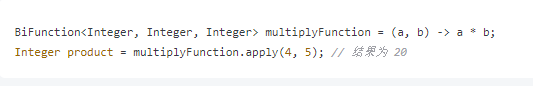 BiFunction<Integer, Integer, Integer> multiplyFunction = (a, b) -> a * b;
Integer product = multiplyFunction.apply(4, 5); // 结果为 20